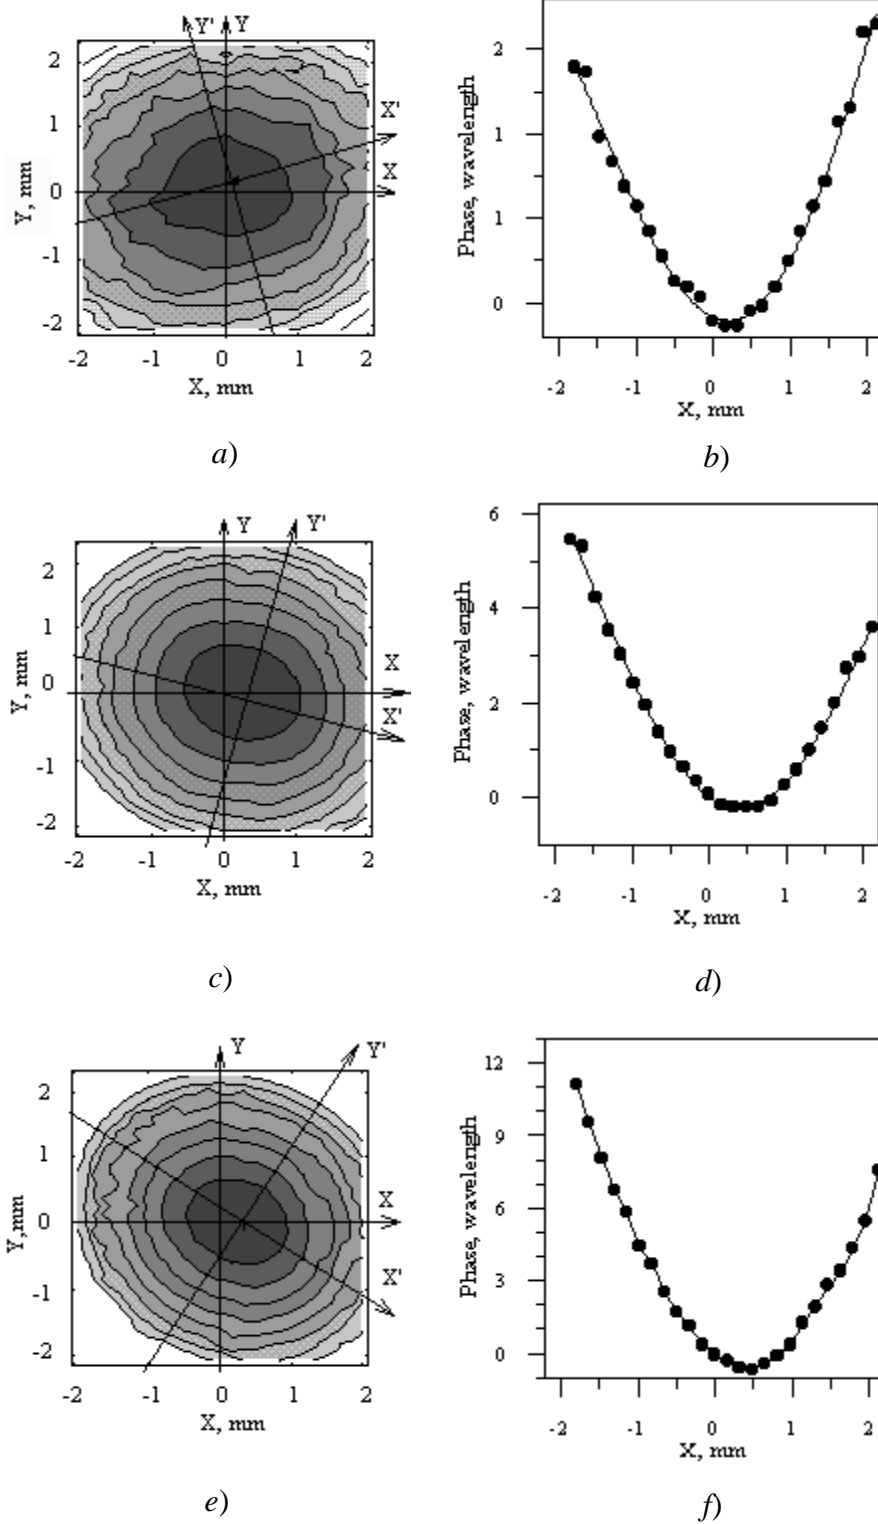 Y' Y
2
1
0
-1
-2
Y, mm
X'
X
-2 -1 0 1 2
X, mm
a)
2
1
1
0
Phase, wavelength
-2 -1 0 1 2
X, mm
b)
Y Y'
2
1
0
-1
-2
Y, mm
X
X'
-2 -1 0 1 2
X, mm
c)
6
4
2
0
Phase, wavelength
-2 -1 0 1 2
X, mm
d)
Y Y'
2
1
0
-1
-2
Y,mm
X
X'
-2 -1 0 1 2
X, mm
e)
12
9
6
3
0
Phase, wavelength
-2 -1 0 1 2
X, mm
f)